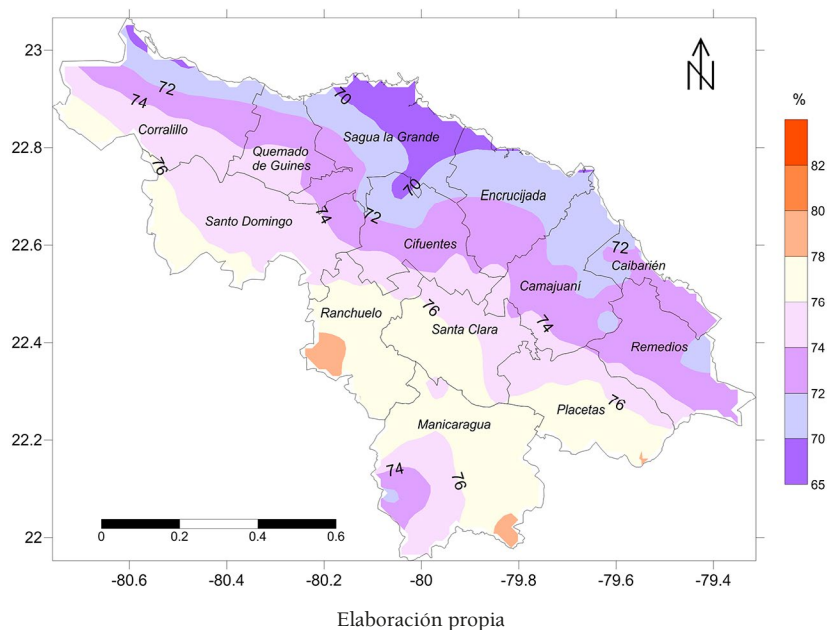 23
22.8
22.6
22.4
22.2
22
-80.6
-80.4
-80.2
-80
-79.8
-79.6
-79.4
N
%
82
80
78
76
74
72
70
65
72
74
70
Corralillo
Sagua la Grande
76
Quemado
de Guines
70
Encrucijada
Santo Domingo
74
72
Cifuentes
72
Caibarién
Camajuaní
Ranchuelo
76
Santa Clara
74
Remedios
Placetas
76
Manicaragua
74
76
0
0.2
0.4
0.6
Elaboración propia